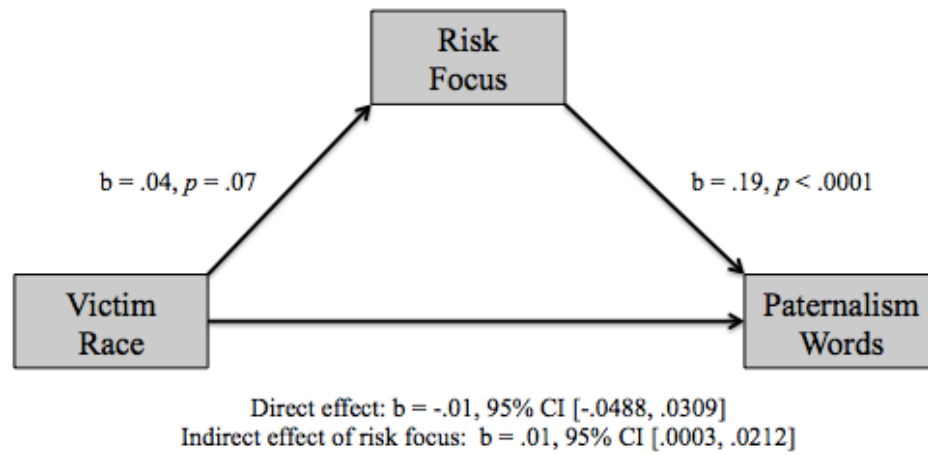 Risk
Focus
b = .04, p = .07
b = .19, p < .0001
Victim
Race
Paternalism
Words
Direct effect: b = -.01, 95% CI [-.0488, .0309]
Indirect effect of risk focus: b = .01, 95% CI [.0003, .0212]